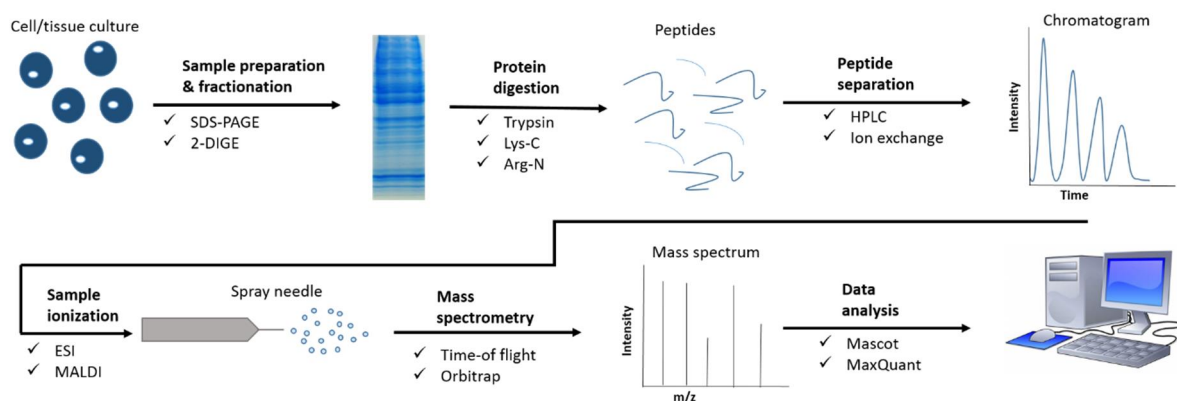 Cell/tissue culture
Sample preparation
& fractionation
✓ SDS-PAGE
✓ 2-DIGE
Protein
digestion
✓ Trypsin
✓ Lys-C
✓ Arg-N
Peptides
Peptide
separation
✓ HPLC
✓ Ion exchange
Chromatogram
Intensity
Time
Sample
ionization
✓ ESI
✓ MALDI
Spray needle
Mass
spectrometry
✓ Time-of flight
✓ Orbitrap
Mass spectrum
Intensity
m/z
Data
analysis
✓ Mascot
✓ MaxQuant